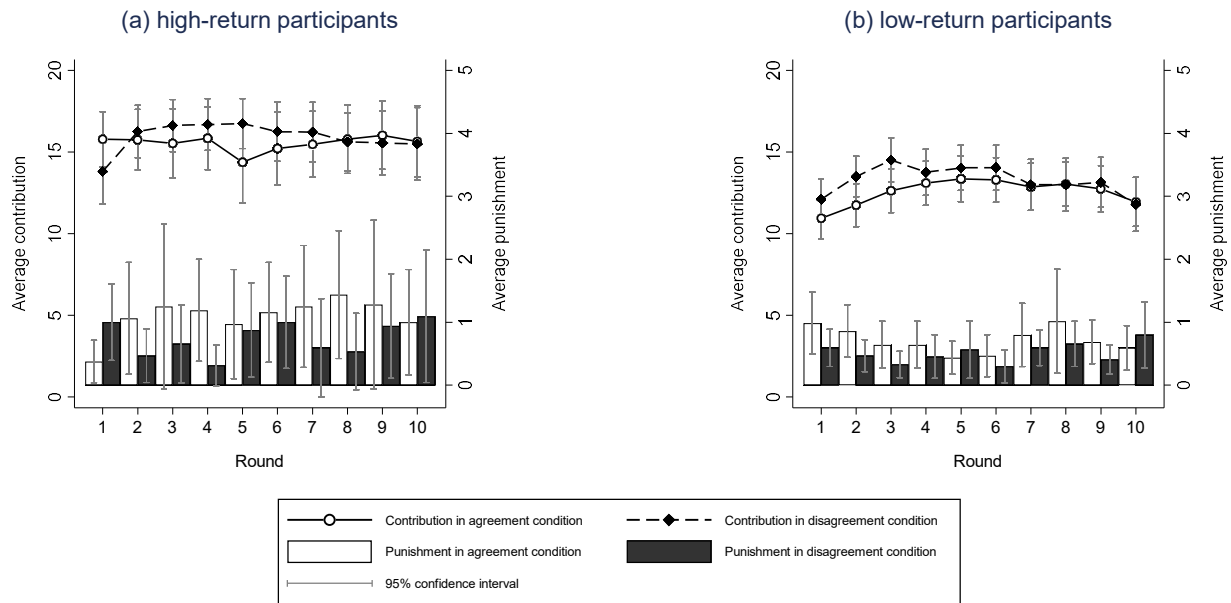 (a) high-return participants
(b) low-return participants
20
15
10
5
0
Average contribution
5
4
3
2
1
0
Average punishment
1 2 3 4 5 6 7 8 9 10
Round
20
15
10
5
0
Average contribution
5
4
3
2
1
0
Average punishment
1 2 3 4 5 6 7 8 9 10
Round
Contribution in agreement condition
Contribution in disagreement condition
Punishment in agreement condition
Punishment in disagreement condition
95% confidence interval